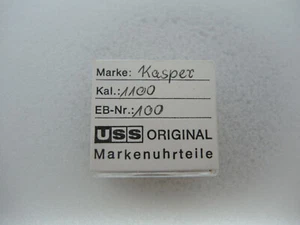 Marke: Kasper
Kal.: 1100
EB-Nr.: 100
USS ORIGINAL
Markenuhrteile